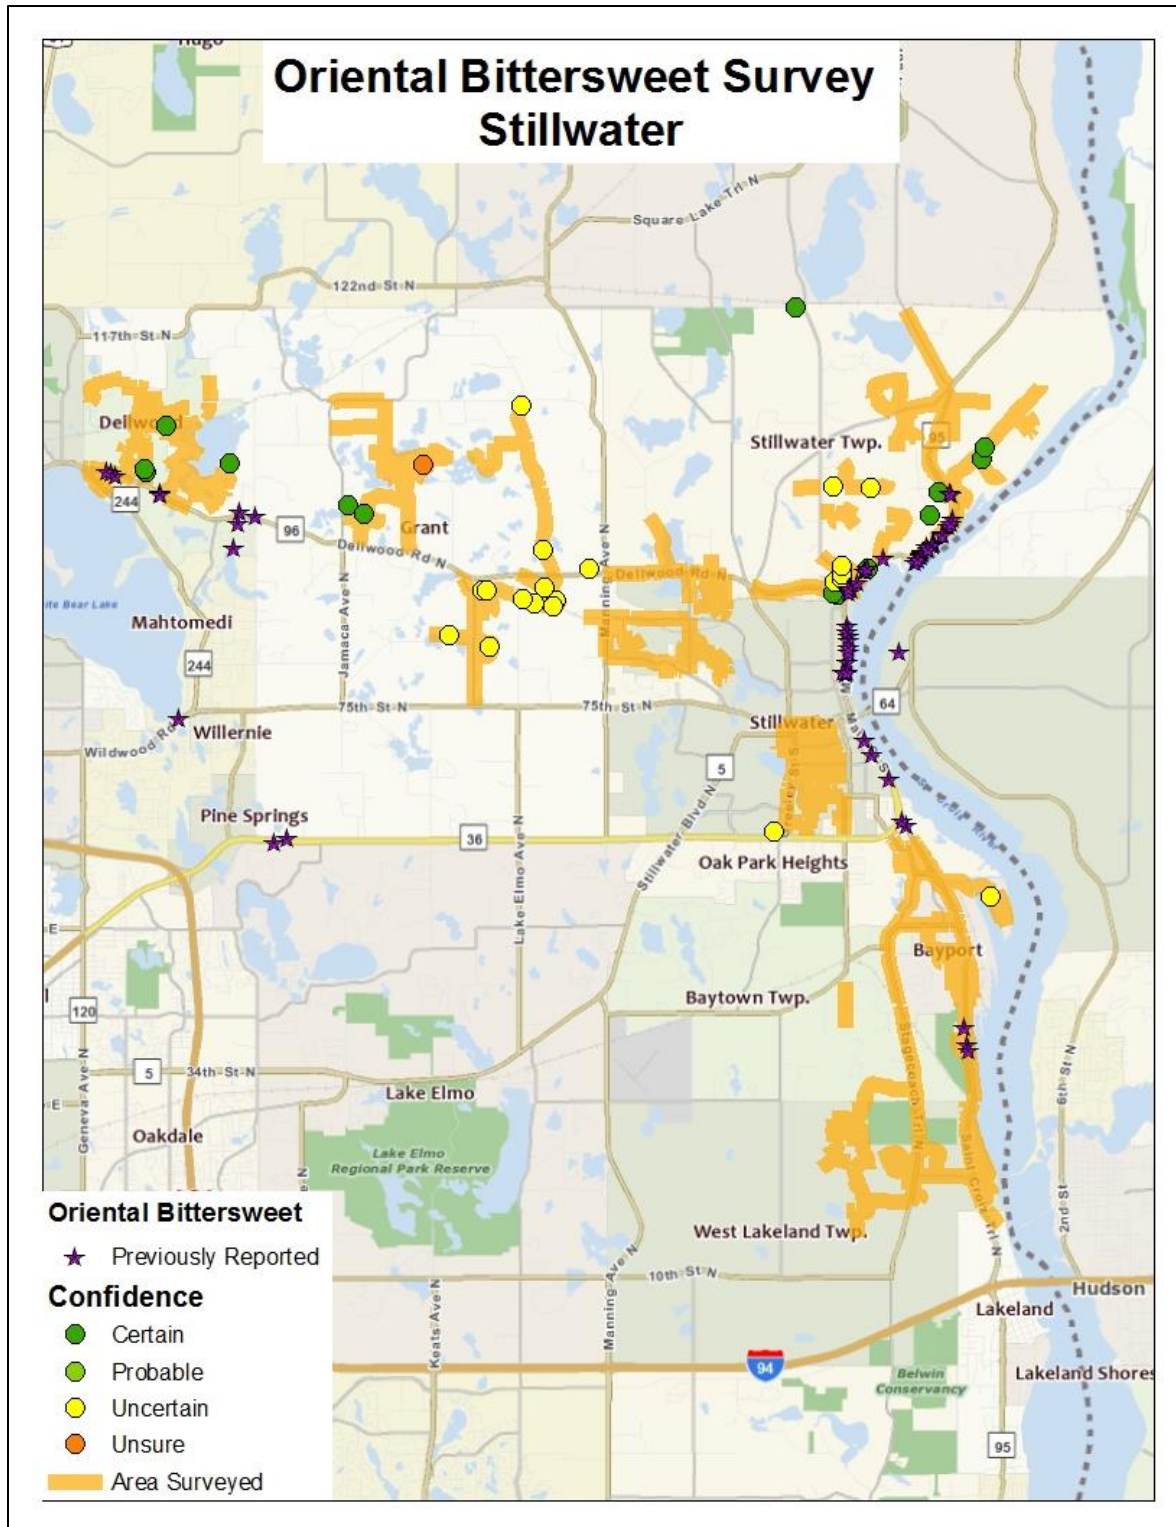 Hugo
Oriental Bittersweet Survey
Stillwater
Square Lake Trl N
122nd St N
117th St N
Dellwood
Stillwater Twp.
95
244
96
Grant
Dellwood Rd N
Dellwood Rd N
Manning Ave N
Jamaca Ave N
ite Bear Lake
Mahtomedi
244
64
75th St N
75th St N
Stillwater
Willernie
Wildwood Rd
5
Greeley St S
Pine Springs
36
Stillwater Blvd N
Lake Elmo Ave N
Oak Park Heights
E
Bayport
Baytown Twp.
120
Stagecoach Trl N
5
34th St N
Lake Elmo
Geneva Ave N
6th St N
Oakdale
Lake Elmo
Regional Park Reserve
E
Saint Croix Trl N
2nd St
West Lakeland Twp.
10th St N
Manning Ave N
Keats Ave N
Hudson
Lakeland
94
Lakeland Shores
Belwin
Conservancy
95
Oriental Bittersweet
Previously Reported
Confidence
Certain
Probable
Uncertain
Unsure
Area Surveyed